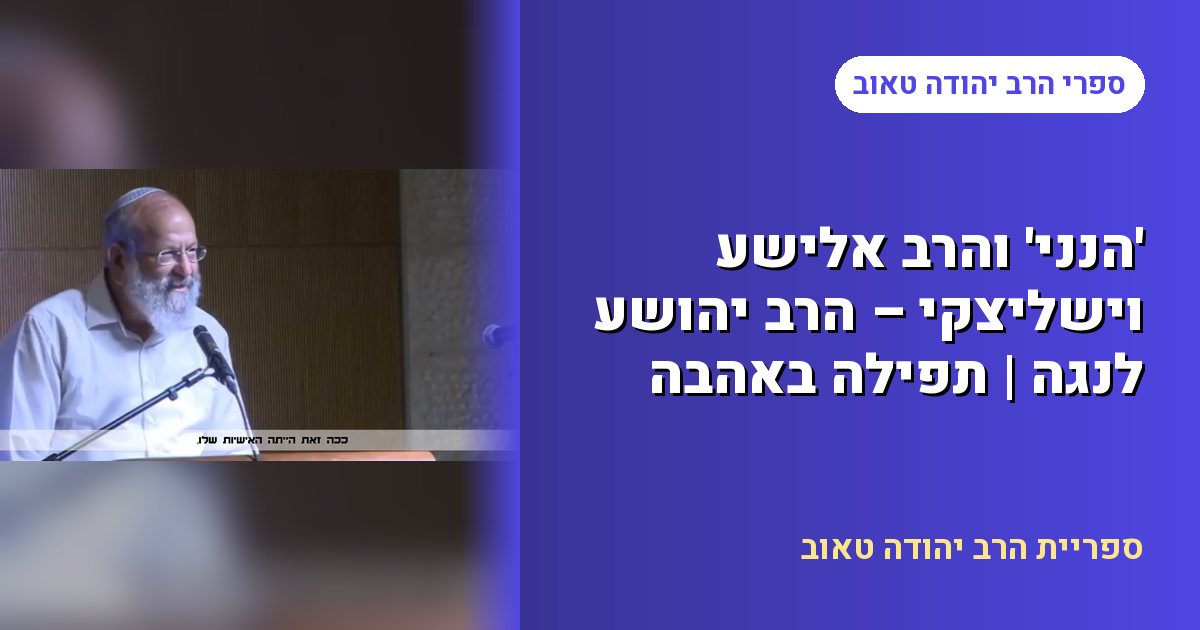 ספרי הרב יהודה טאוב
'הנני' והרב אלישע
וישליצקי – הרב יהושע
לנגה | תפילה באהבה
ספריית הרב יהודה טאוב
ככה זאת הייתה האישיות שלו.